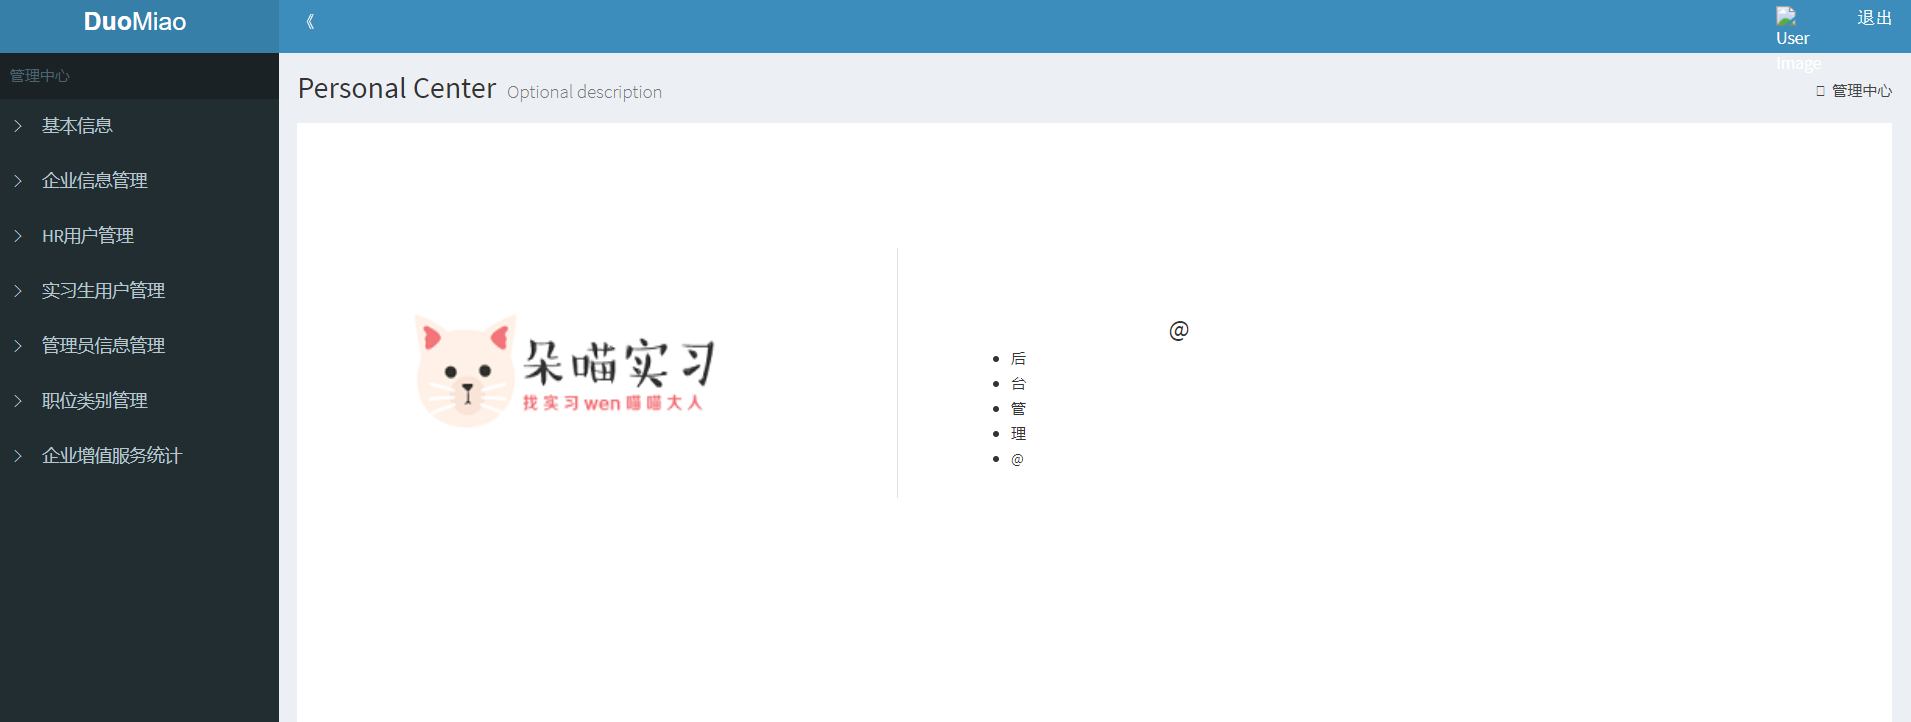 DuoMiao
《
User Image
退出
管理中心
基本信息
企业信息管理
HR用户管理
实习生用户管理
管理员信息管理
职位类别管理
企业增值服务统计
Personal Center Optional description
管理中心
朵喵实习
找实习wen喵喵大人
@
后
台
管
理
@